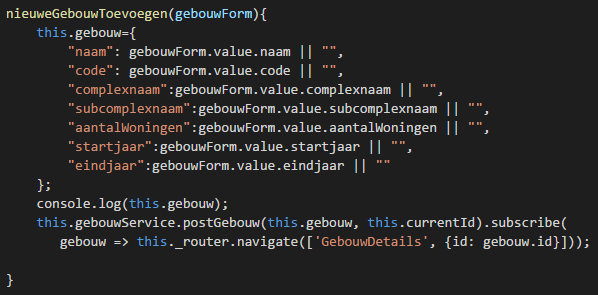 nieuweGebouwToevoegen(gebouwForm){
    this.gebouw={
        "naam": gebouwForm.value.naam || "",
        "code": gebouwForm.value.code || "",
        "complexnaam":gebouwForm.value.complexnaam || "",
        "subcomplexnaam":gebouwForm.value.subcomplexnaam || "",
        "aantalWoningen":gebouwForm.value.aantalWoningen || "",
        "startjaar":gebouwForm.value.startjaar || "",
        "eindjaar":gebouwForm.value.eindjaar || ""
    };
    console.log(this.gebouw);
    this.gebouwService.postGebouw(this.gebouw, this.currentId).subscribe(
       gebouw => this._router.navigate(['GebouwDetails', {id: gebouw.id}]));
}